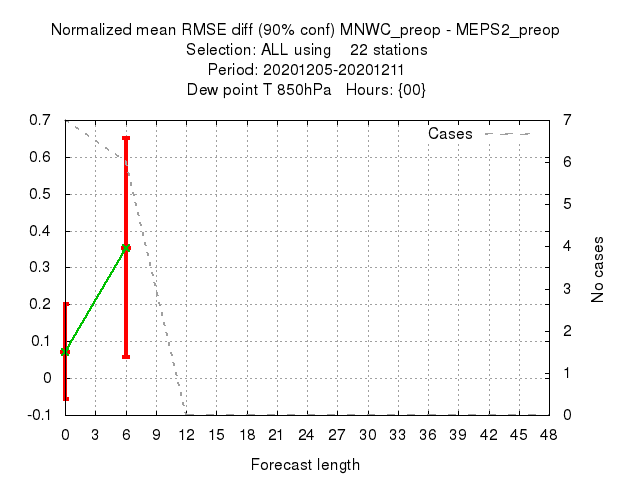 Normalized mean RMSE diff (90% conf) MNWC_preop - MEPS2_preop
Selection: ALL using 22 stations
Period: 20201205-20201211
Dew point T 850hPa Hours: {00}
Cases
0.7
0.6
0.5
0.4
0.3
0.2
0.1
0
-0.1
7
6
5
4
3
2
1
0
No cases
0 3 6 9 12 15 18 21 24 27 30 33 36 39 42 45 48
Forecast length